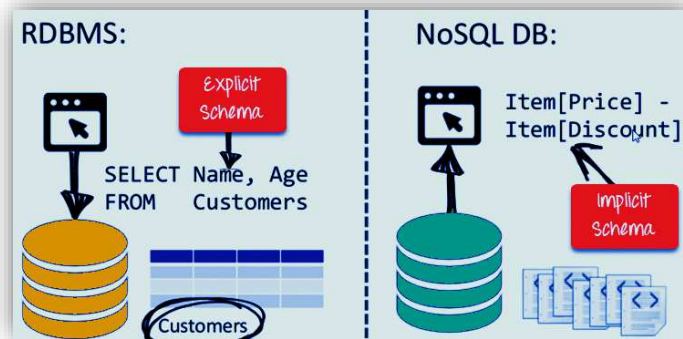 RDBMS:
Explicit
Schema
SELECT Name, Age
FROM Customers
Customers
NoSQL DB:
Item[Price] -
Item[Discount]
Implicit
Schema